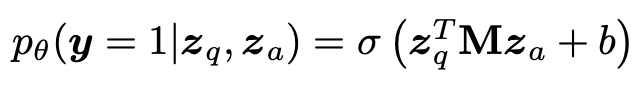 p_θ(y = 1|z_q, z_a) = σ (z_q^T M z_a + b)